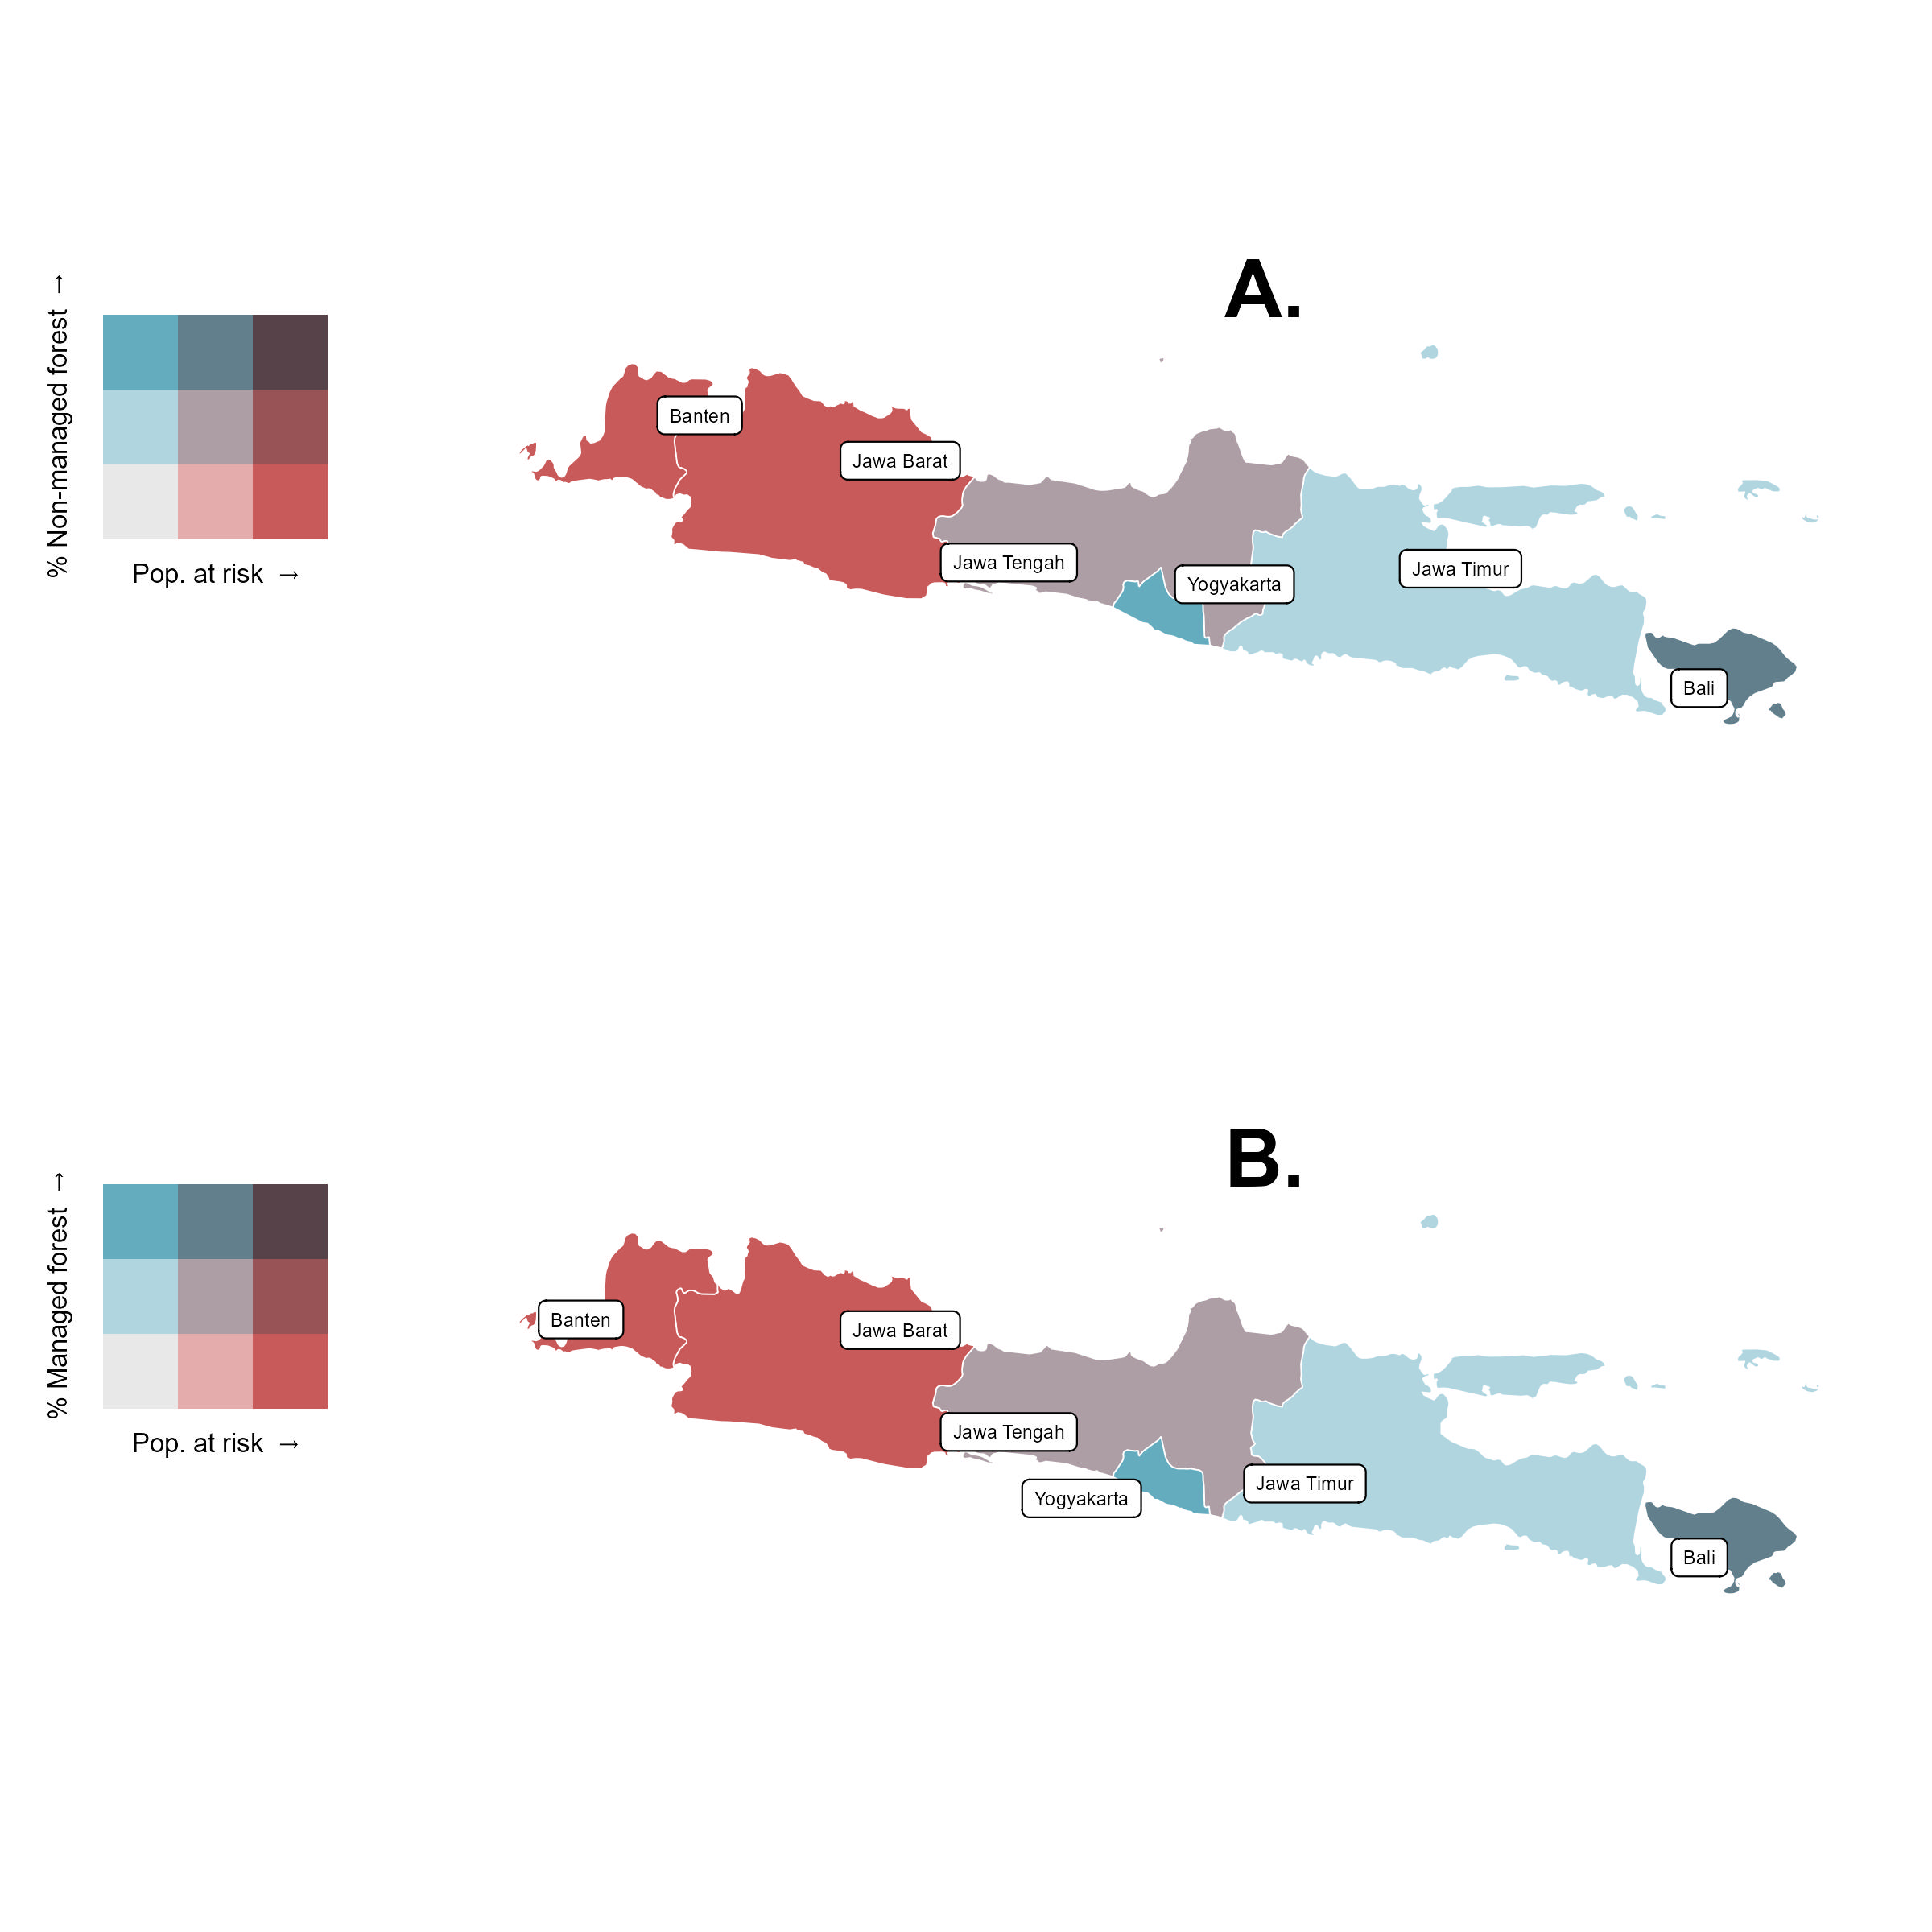 A.
% Non-managed forest →
Pop. at risk →
Banten
Jawa Barat
Jawa Tengah
Yogyakarta
Jawa Timur
Bali
B.
% Managed forest →
Pop. at risk →
Banten
Jawa Barat
Jawa Tengah
Yogyakarta
Jawa Timur
Bali